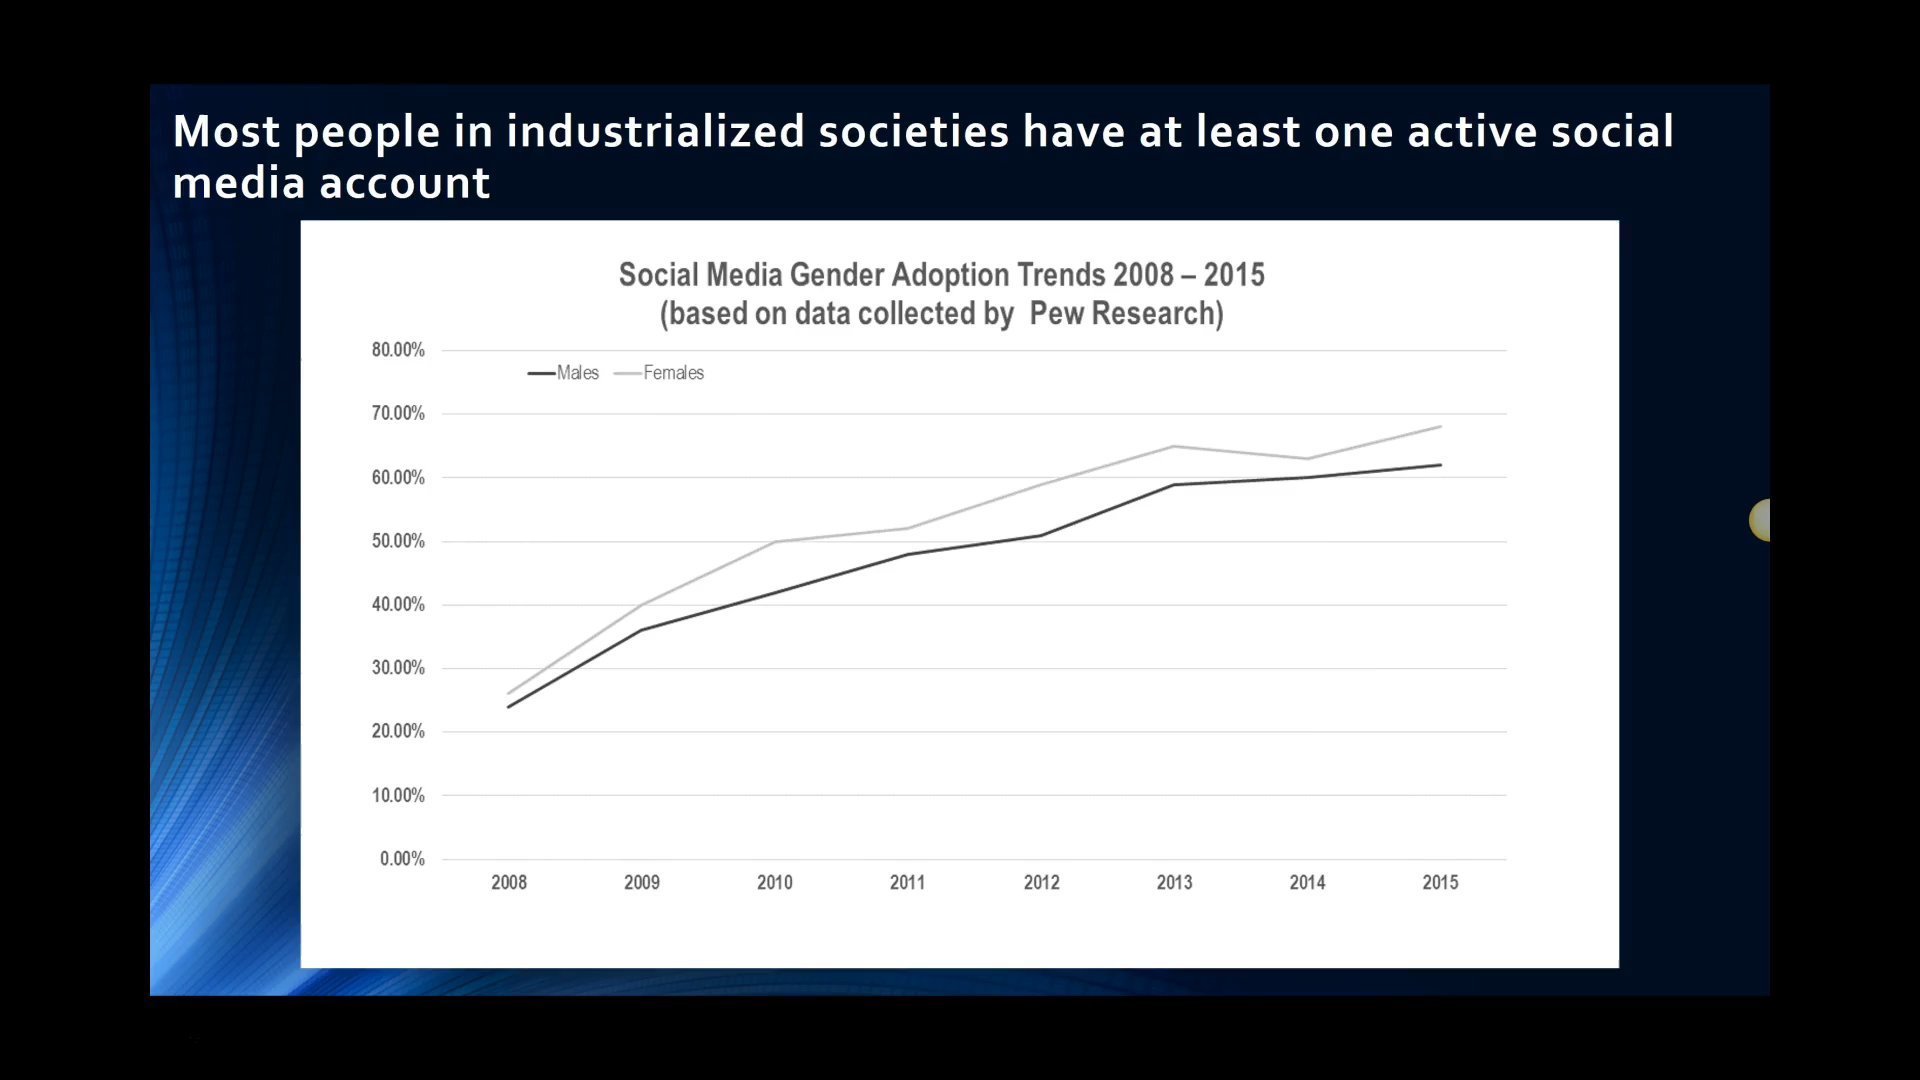 Most people in industrialized societies have at least one active social
media account
Social Media Gender Adoption Trends 2008 – 2015
(based on data collected by  Pew Research)
80.00%
Males Females
70.00%
60.00%
50.00%
40.00%
30.00%
20.00%
10.00%
0.00%
2008 2009 2010 2011 2012 2013 2014 2015